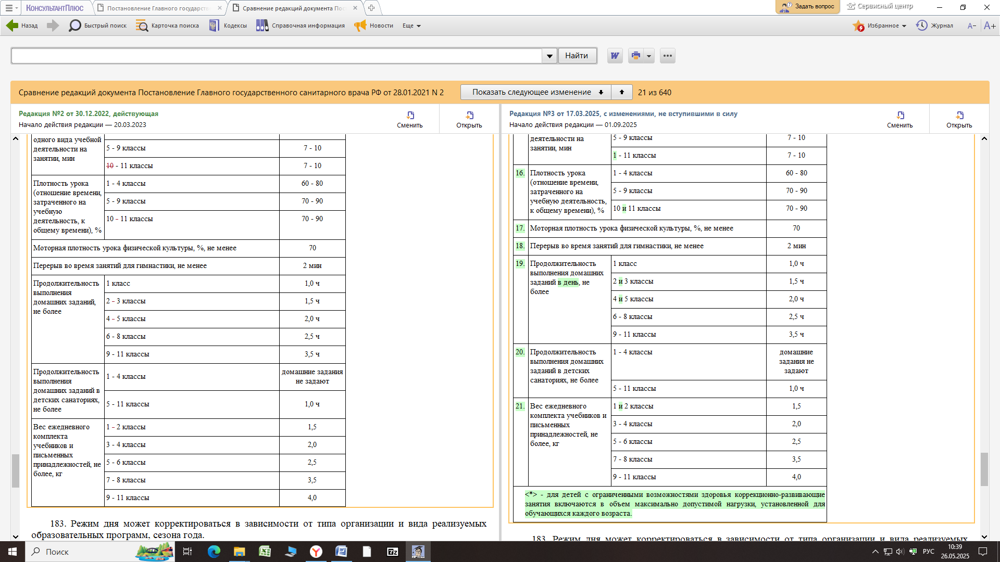 КонсультантПлюс
Постановление Главного государств
Сравнение редакций документа Пос
Задать вопрос
Сервисный центр
Назад
Быстрый поиск
Карточка поиска
Кодексы
Справочная информация
Новости
Еще
Избранное
Журнал
A-
A+
Найти
W
Сравнение редакций документа Постановление Главного государственного санитарного врача РФ от 28.01.2021 N 2
Показать следующее изменение
21 из 640
Редакция №2 от 30.12.2022, действующая
Начало действия редакции — 20.03.2023
Сменить
Открыть
одного вида учебной деятельности на занятии, мин
5 - 9 классы 7 - 10
10 - 11 классы 7 - 10
Плотность урока
(отношение времени,
затраченного на
учебную
деятельность, к
общему времени), %
1 - 4 классы 60 - 80
5 - 9 классы 70 - 90
10 - 11 классы 70 - 90
Моторная плотность урока физической культуры, %, не менее 70
Перерыв во время занятий для гимнастики, не менее 2 мин
Продолжительность
выполнения
домашних заданий,
не более
1 класс 1,0 ч
2 - 3 классы 1,5 ч
4 - 5 классы 2,0 ч
6 - 8 классы 2,5 ч
9 - 11 классы 3,5 ч
Продолжительность
выполнения
домашних заданий в
детских санаториях,
не более
1 - 4 классы домашние задания не задают
5 - 11 классы 1,0 ч
Вес ежедневного
комплекта
учебников и
письменных
принадлежностей, не
более, кг
1 - 2 классы 1,5
3 - 4 классы 2,0
5 - 6 классы 2,5
7 - 8 классы 3,5
9 - 11 классы 4,0
183. Режим дня может корректироваться в зависимости от типа организации и вида реализуемых
образовательных программ, сезона года.
Редакция №3 от 17.03.2025, с изменениями, не вступившими в силу
Начало действия редакции — 01.09.2025
Сменить
Открыть
деятельности на
занятии, мин
5 - 9 классы 7 - 10
1 - 11 классы 7 - 10
16. Плотность урока
(отношение времени,
затраченного на
учебную деятельность,
к общему времени), %
1 - 4 классы 60 - 80
5 - 9 классы 70 - 90
10 и 11 классы 70 - 90
17. Моторная плотность урока физической культуры, %, не менее 70
18. Перерыв во время занятий для гимнастики, не менее 2 мин
19. Продолжительность
выполнения домашних
заданий в день, не
более
1 класс 1,0 ч
2 и 3 классы 1,5 ч
4 и 5 классы 2,0 ч
6 - 8 классы 2,5 ч
9 - 11 классы 3,5 ч
20. Продолжительность
выполнения домашних
заданий в детских
санаториях, не более
1 - 4 классы домашние задания не задают
5 - 11 классы 1,0 ч
21. Вес ежедневного
комплекта учебников и
письменных
принадлежностей, не
более, кг
1 и 2 классы 1,5
3 - 4 классы 2,0
5 - 6 классы 2,5
7 - 8 классы 3,5
9 - 11 классы 4,0
<*> - для детей с ограниченными возможностями здоровья коррекционно-развивающие
занятия включаются в объем максимально допустимой нагрузки, установленной для
обучающихся каждого возраста.
183. Режим дня может корректироваться в зависимости от типа организации и вида реализуемых
Поиск
7z
РУС
10:39
26.05.2025